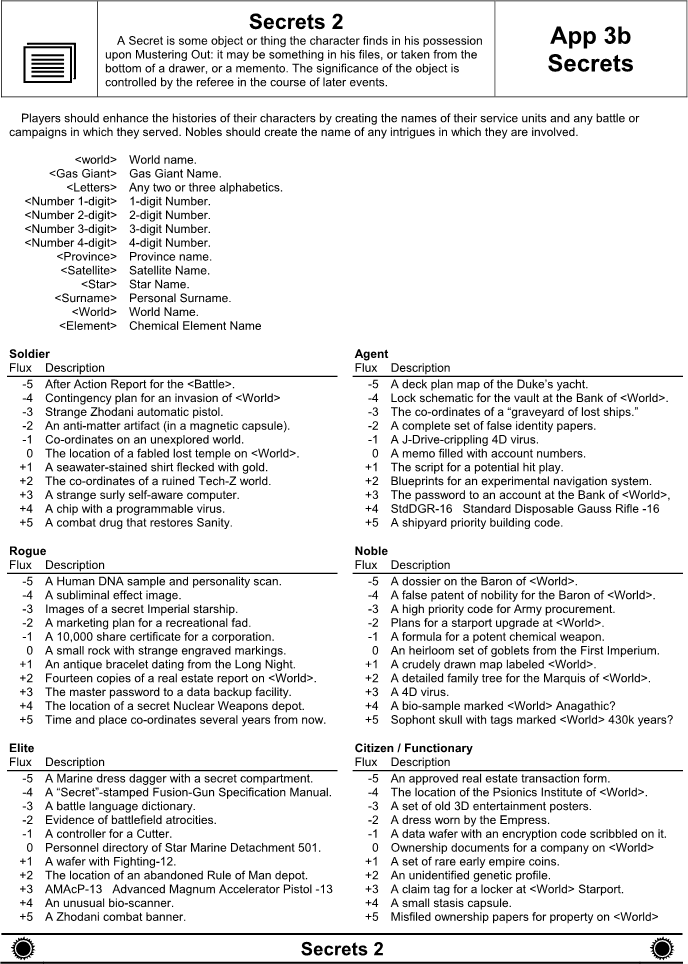 Secrets 2
A Secret is some object or thing the character finds in his possession
upon Mustering Out: it may be something in his files, or taken from the
bottom of a drawer, or a memento. The significance of the object is
controlled by the referee in the course of later events.
App 3b
Secrets
Players should enhance the histories of their characters by creating the names of their service units and any battle or
campaigns in which they served. Nobles should create the name of any intrigues in which they are involved.
<world> World name.
<Gas Giant> Gas Giant Name.
<Letters> Any two or three alphabetics.
<Number 1-digit> 1-digit Number.
<Number 2-digit> 2-digit Number.
<Number 3-digit> 3-digit Number.
<Number 4-digit> 4-digit Number.
<Province> Province name.
<Satellite> Satellite Name.
<Star> Star Name.
<Surname> Personal Surname.
<World> World Name.
<Element> Chemical Element Name
Soldier
Flux Description
-5 After Action Report for the <Battle>.
-4 Contingency plan for an invasion of <World>
-3 Strange Zhodani automatic pistol.
-2 An anti-matter artifact (in a magnetic capsule).
-1 Co-ordinates on an unexplored world.
0 The location of a fabled lost temple on <World>.
+1 A seawater-stained shirt flecked with gold.
+2 The co-ordinates of a ruined Tech-Z world.
+3 A strange surly self-aware computer.
+4 A chip with a programmable virus.
+5 A combat drug that restores Sanity.
Agent
Flux Description
-5 A deck plan map of the Duke's yacht.
-4 Lock schematic for the vault at the Bank of <World>.
-3 The co-ordinates of a “graveyard of lost ships.”
-2 A complete set of false identity papers.
-1 A J-Drive-crippling 4D virus.
0 A memo filled with account numbers.
+1 The script for a potential hit play.
+2 Blueprints for an experimental navigation system.
+3 The password to an account at the Bank of <World>,
+4 StdDGR-16 Standard Disposable Gauss Rifle -16
+5 A shipyard priority building code.
Rogue
Flux Description
-5 A Human DNA sample and personality scan.
-4 A subliminal effect image.
-3 Images of a secret Imperial starship.
-2 A marketing plan for a recreational fad.
-1 A 10,000 share certificate for a corporation.
0 A small rock with strange engraved markings.
+1 An antique bracelet dating from the Long Night.
+2 Fourteen copies of a real estate report on <World>.
+3 The master password to a data backup facility.
+4 The location of a secret Nuclear Weapons depot.
+5 Time and place co-ordinates several years from now.
Noble
Flux Description
-5 A dossier on the Baron of <World>.
-4 A false patent of nobility for the Baron of <World>.
-3 A high priority code for Army procurement.
-2 Plans for a starport upgrade at <World>.
-1 A formula for a potent chemical weapon.
0 An heirloom set of goblets from the First Imperium.
+1 A crudely drawn map labeled <World>.
+2 A detailed family tree for the Marquis of <World>.
+3 A 4D virus.
+4 A bio-sample marked <World> Anagathic?
+5 Sophont skull with tags marked <World> 430k years?
Elite
Flux Description
-5 A Marine dress dagger with a secret compartment.
-4 A “Secret”-stamped Fusion-Gun Specification Manual.
-3 A battle language dictionary.
-2 Evidence of battlefield atrocities.
-1 A controller for a Cutter.
0 Personnel directory of Star Marine Detachment 501.
+1 A wafer with Fighting-12.
+2 The location of an abandoned Rule of Man depot.
+3 AMAcP-13 Advanced Magnum Accelerator Pistol -13
+4 An unusual bio-scanner.
+5 A Zhodani combat banner.
Citizen / Functionary
Flux Description
-5 An approved real estate transaction form.
-4 The location of the Psionics Institute of <World>.
-3 A set of old 3D entertainment posters.
-2 A dress worn by the Empress.
-1 A data wafer with an encryption code scribbled on it.
0 Ownership documents for a company on <World>
+1 A set of rare early empire coins.
+2 An unidentified genetic profile.
+3 A claim tag for a locker at <World> Starport.
+4 A small stasis capsule.
+5 Misfiled ownership papers for property on <World>
Secrets 2